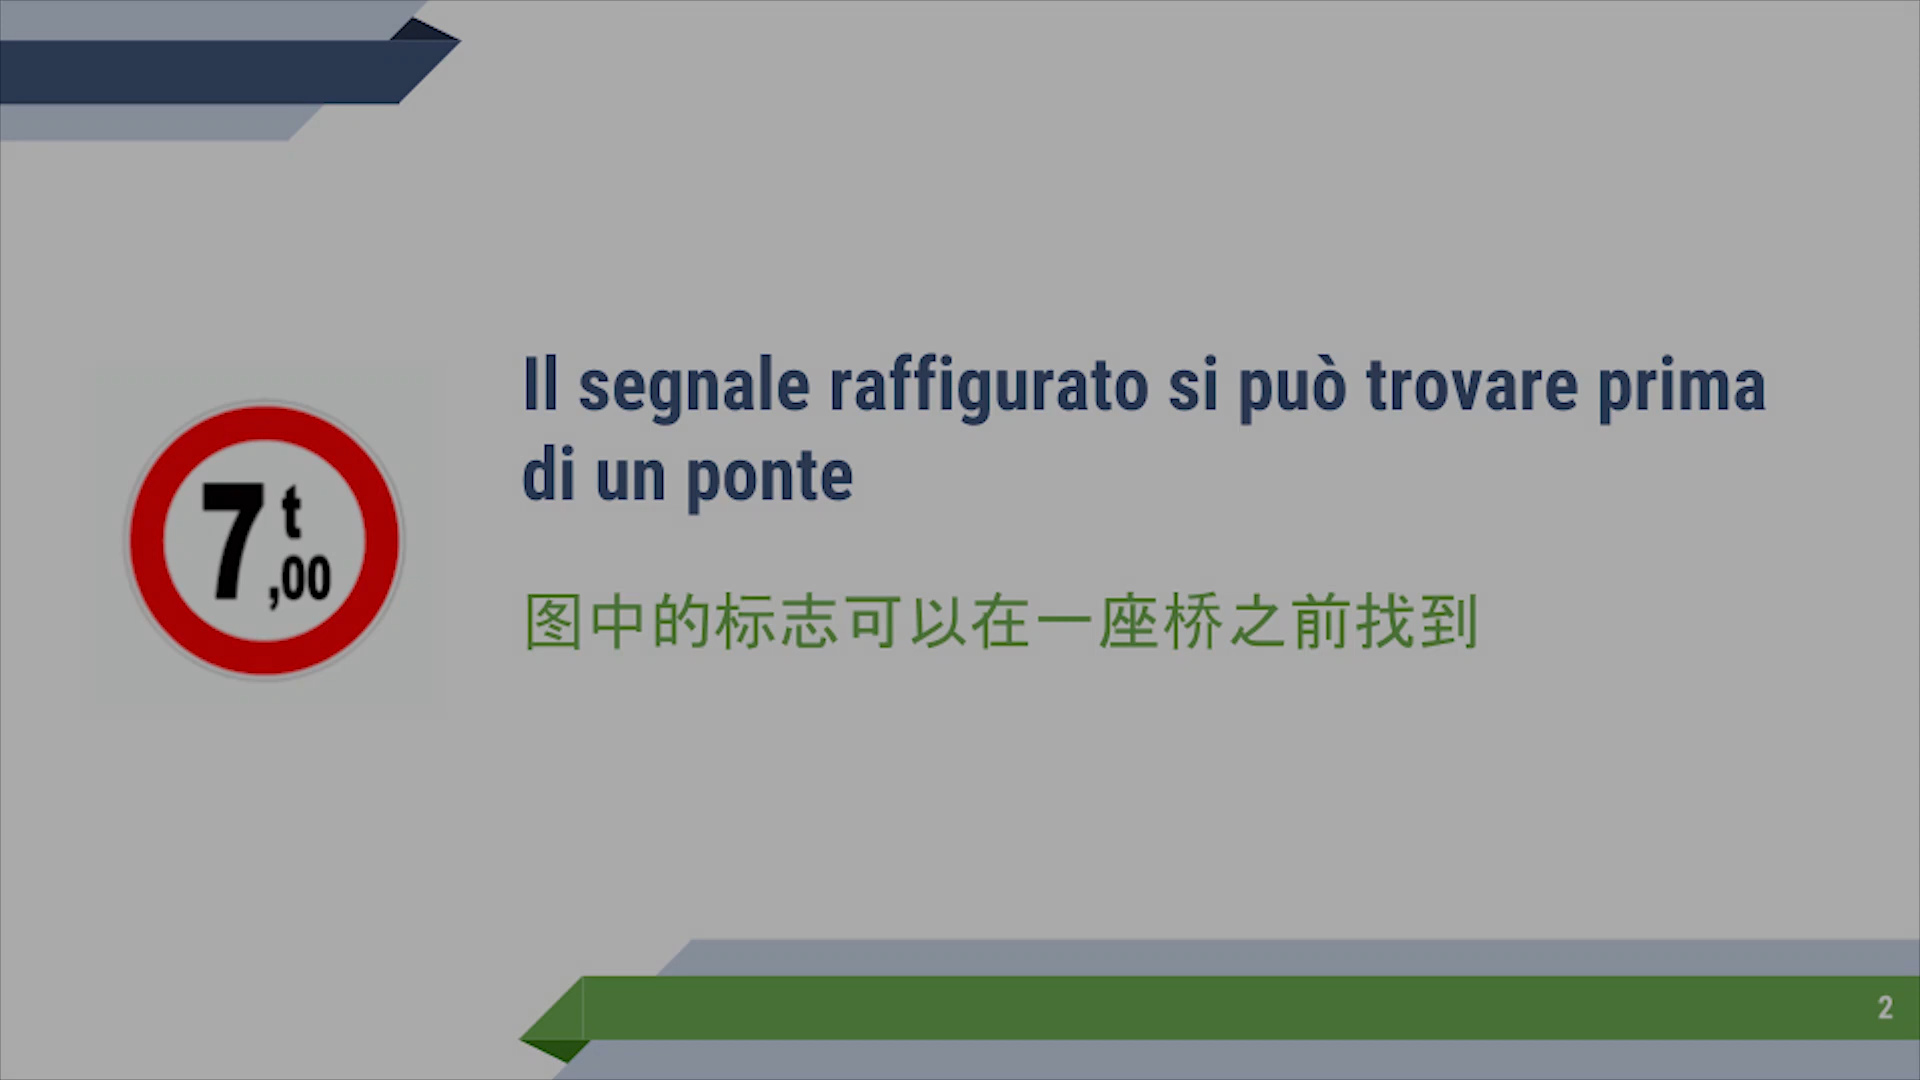 7 t
,00
Il segnale raffigurato si può trovare prima
di un ponte
图中的标志可以在一座桥之前找到
2